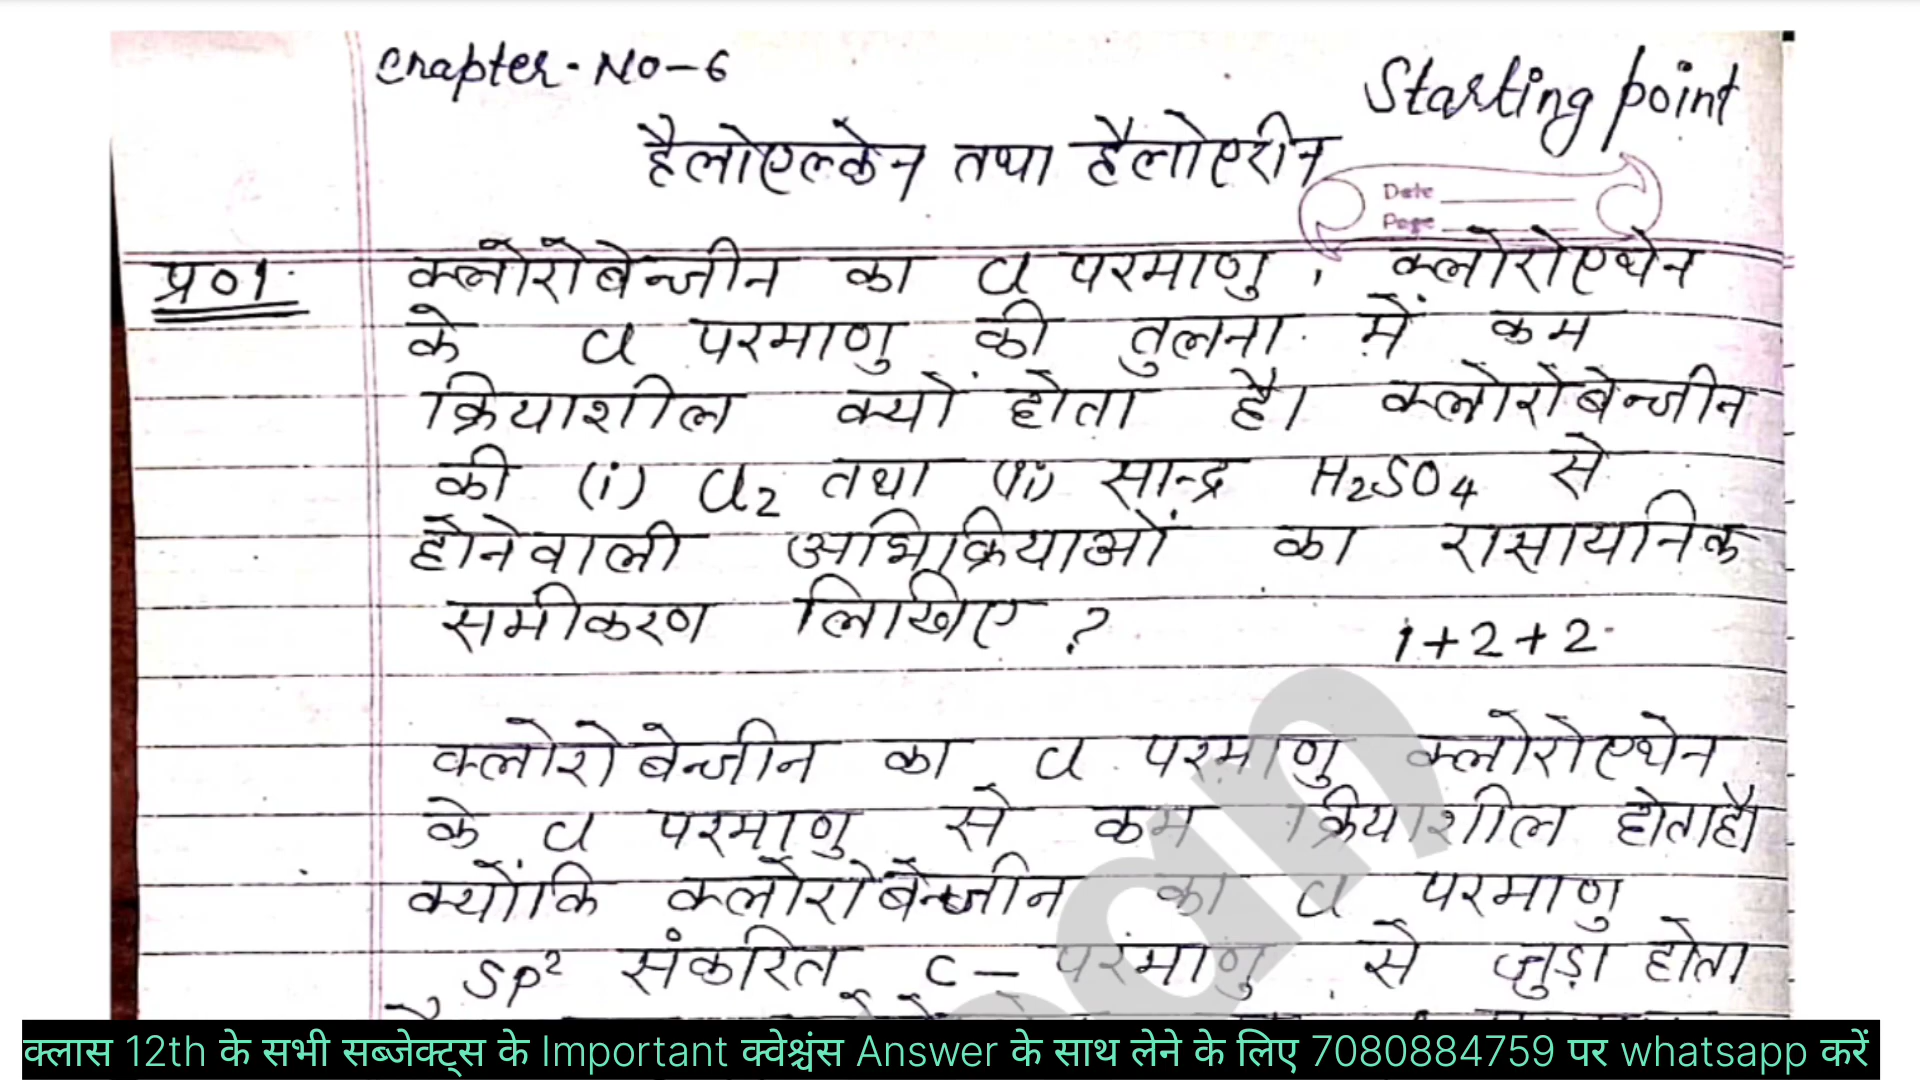 Chapter-No-6
Starting point
हैलोएल्केन तथा हैलोएरीन
Date
Page
प्र०1. क्लोरोबेन्जीन का Cl परमाणु, क्लोरोएथेन
के Cl परमाणु की तुलना में कम
क्रियाशील क्यों होता है। क्लोरोबेन्जीन
की (i) Cl2 तथा (ii) सान्द्र H2SO4 से
होनेवाली अभिक्रियाओं का रासायनिक
समीकरण लिखिए ? 1+2+2
क्लोरोबेन्जीन का Cl परमाणु क्लोरोएथेन
के Cl परमाणु से कम क्रियाशील होता है।
क्योंकि क्लोरोबेन्जीन का Cl परमाणु
SP² संकरित C-परमाणु से जुड़ा होता
क्लास 12th के सभी सब्जेक्ट्स के Important क्वेश्चंस Answer के साथ लेने के लिए 7080884759 पर whatsapp करें